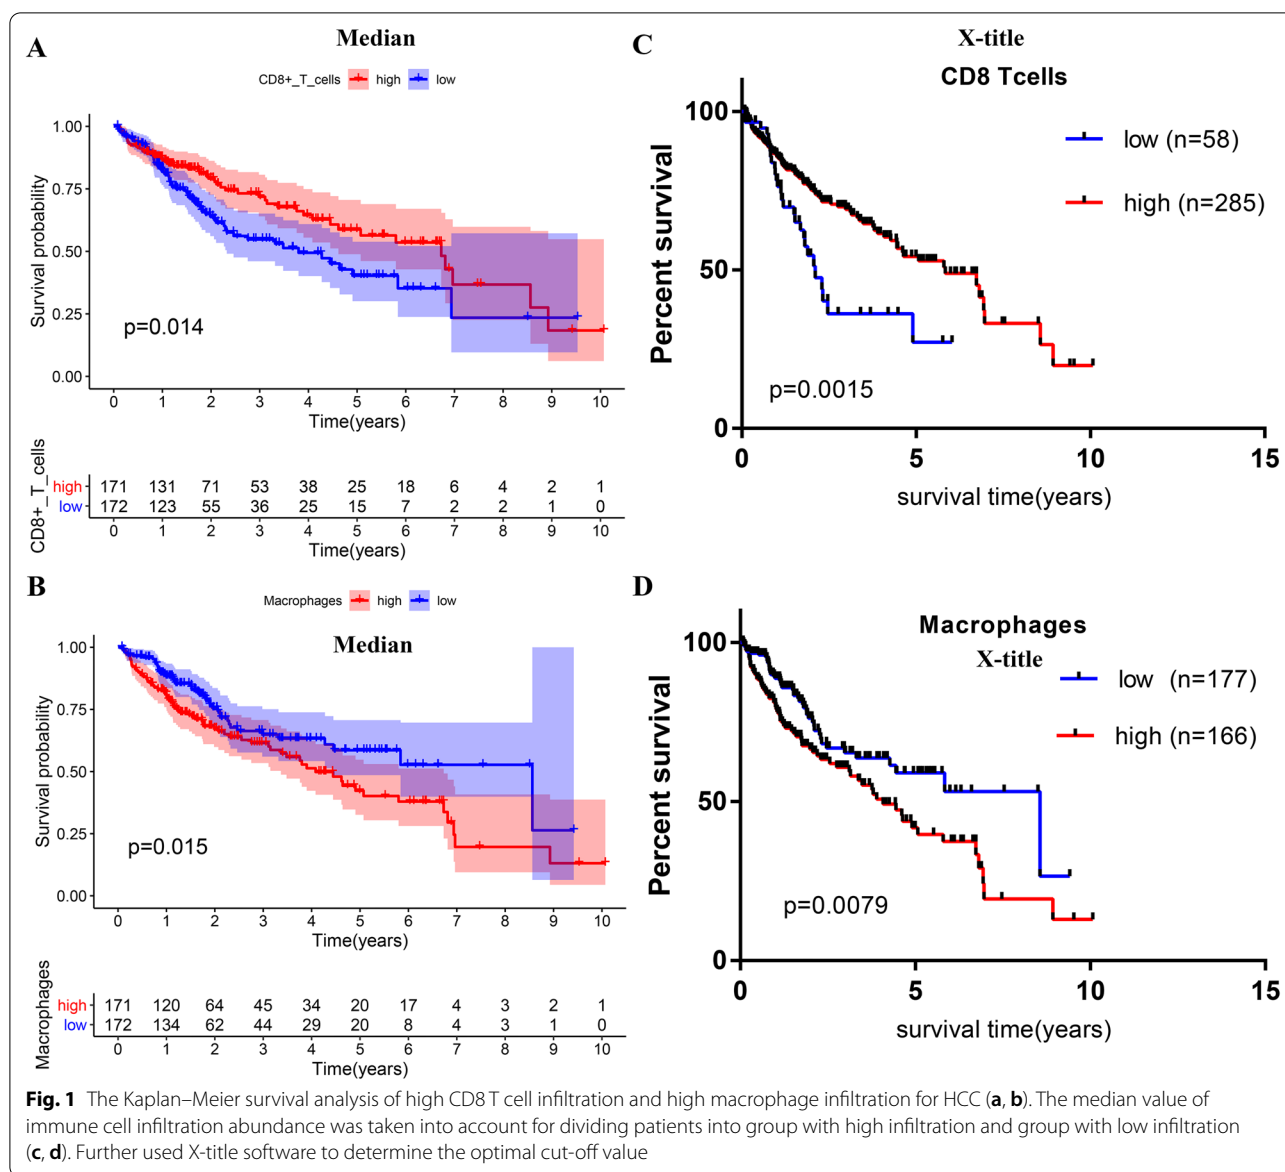 A
Median
CD8+_T_cells high low
Survival probability
1.00
0.75
0.50
0.25
0.00
p=0.014
0 1 2 3 4 5 6 7 8 9 10
Time(years)
CD8+_T_cells
high 171 131 71 53 38 25 18 6 4 2 1
low 172 123 55 36 25 15 7 2 2 1 0
0 1 2 3 4 5 6 7 8 9 10
Time(years)
B
Macrophages high low
Median
Survival probability
1.00
0.75
0.50
0.25
0.00
p=0.015
0 1 2 3 4 5 6 7 8 9 10
Time(years)
Macrophages
high 171 120 64 45 34 20 17 4 3 2 1
low 172 134 62 44 29 20 8 4 3 1 0
0 1 2 3 4 5 6 7 8 9 10
Time(years)
C
X-title
CD8 Tcells
Percent survival
100
50
0
low (n=58)
high (n=285)
p=0.0015
0 5 10 15
survival time(years)
D
Macrophages
X-title
Percent survival
100
50
0
low (n=177)
high (n=166)
p=0.0079
0 5 10 15
survival time(years)
Fig. 1 The Kaplan–Meier survival analysis of high CD8 T cell infiltration and high macrophage infiltration for HCC (a, b). The median value of
immune cell infiltration abundance was taken into account for dividing patients into group with high infiltration and group with low infiltration
(c, d). Further used X-title software to determine the optimal cut-off value